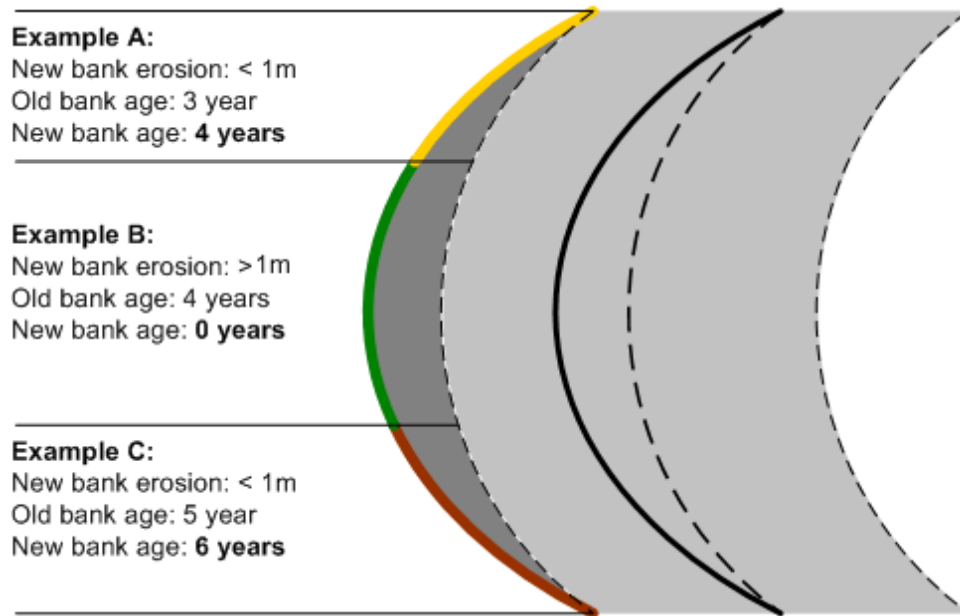 Example A:
New bank erosion: < 1m
Old bank age: 3 year
New bank age: 4 years
Example B:
New bank erosion: >1m
Old bank age: 4 years
New bank age: 0 years
Example C:
New bank erosion: < 1m
Old bank age: 5 year
New bank age: 6 years